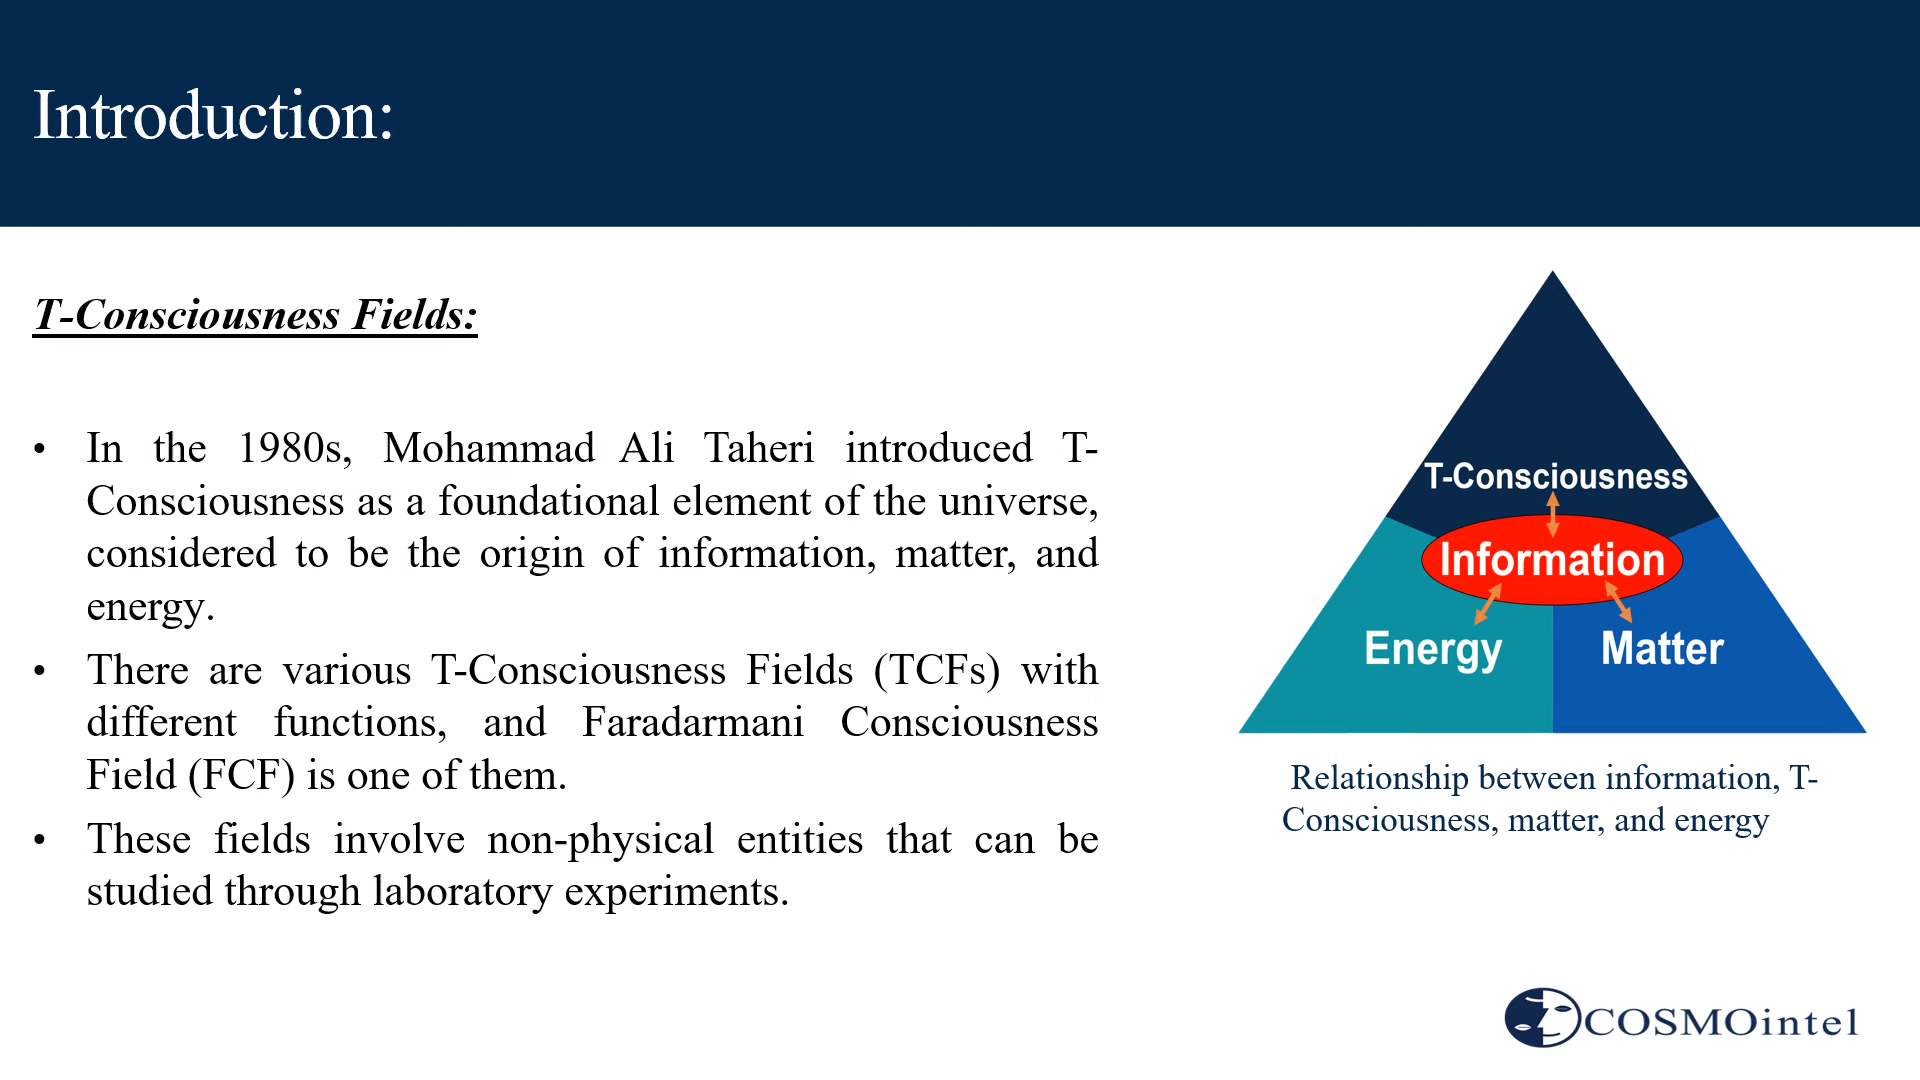 Introduction:
T-Consciousness Fields:
• In the 1980s, Mohammad Ali Taheri introduced T-
Consciousness as a foundational element of the universe,
considered to be the origin of information, matter, and
energy.
• There are various T-Consciousness Fields (TCFs) with
different functions, and Faradarmani Consciousness
Field (FCF) is one of them.
• These fields involve non-physical entities that can be
studied through laboratory experiments.
T-Consciousness
Information
Energy
Matter
Relationship between information, T-
Consciousness, matter, and energy
COSMOintel